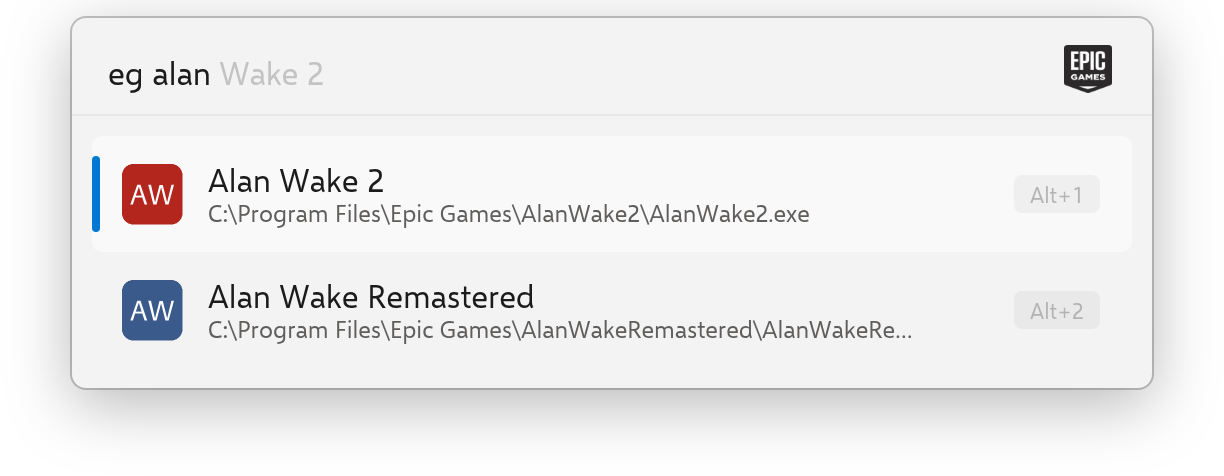 eg alan Wake 2
EPIC
GAMES
AW
Alan Wake 2
C:\Program Files\Epic Games\AlanWake2\AlanWake2.exe
Alt+1
AW
Alan Wake Remastered
C:\Program Files\Epic Games\AlanWakeRemastered\AlanWakeRe...
Alt+2